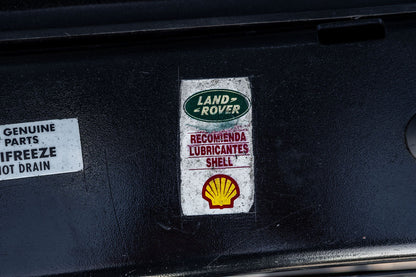 GENUINE
PARTS
IFREEZE
OT DRAIN
LAND-
-ROVER
RECOMIENDA
LUBRICANTES
SHELL